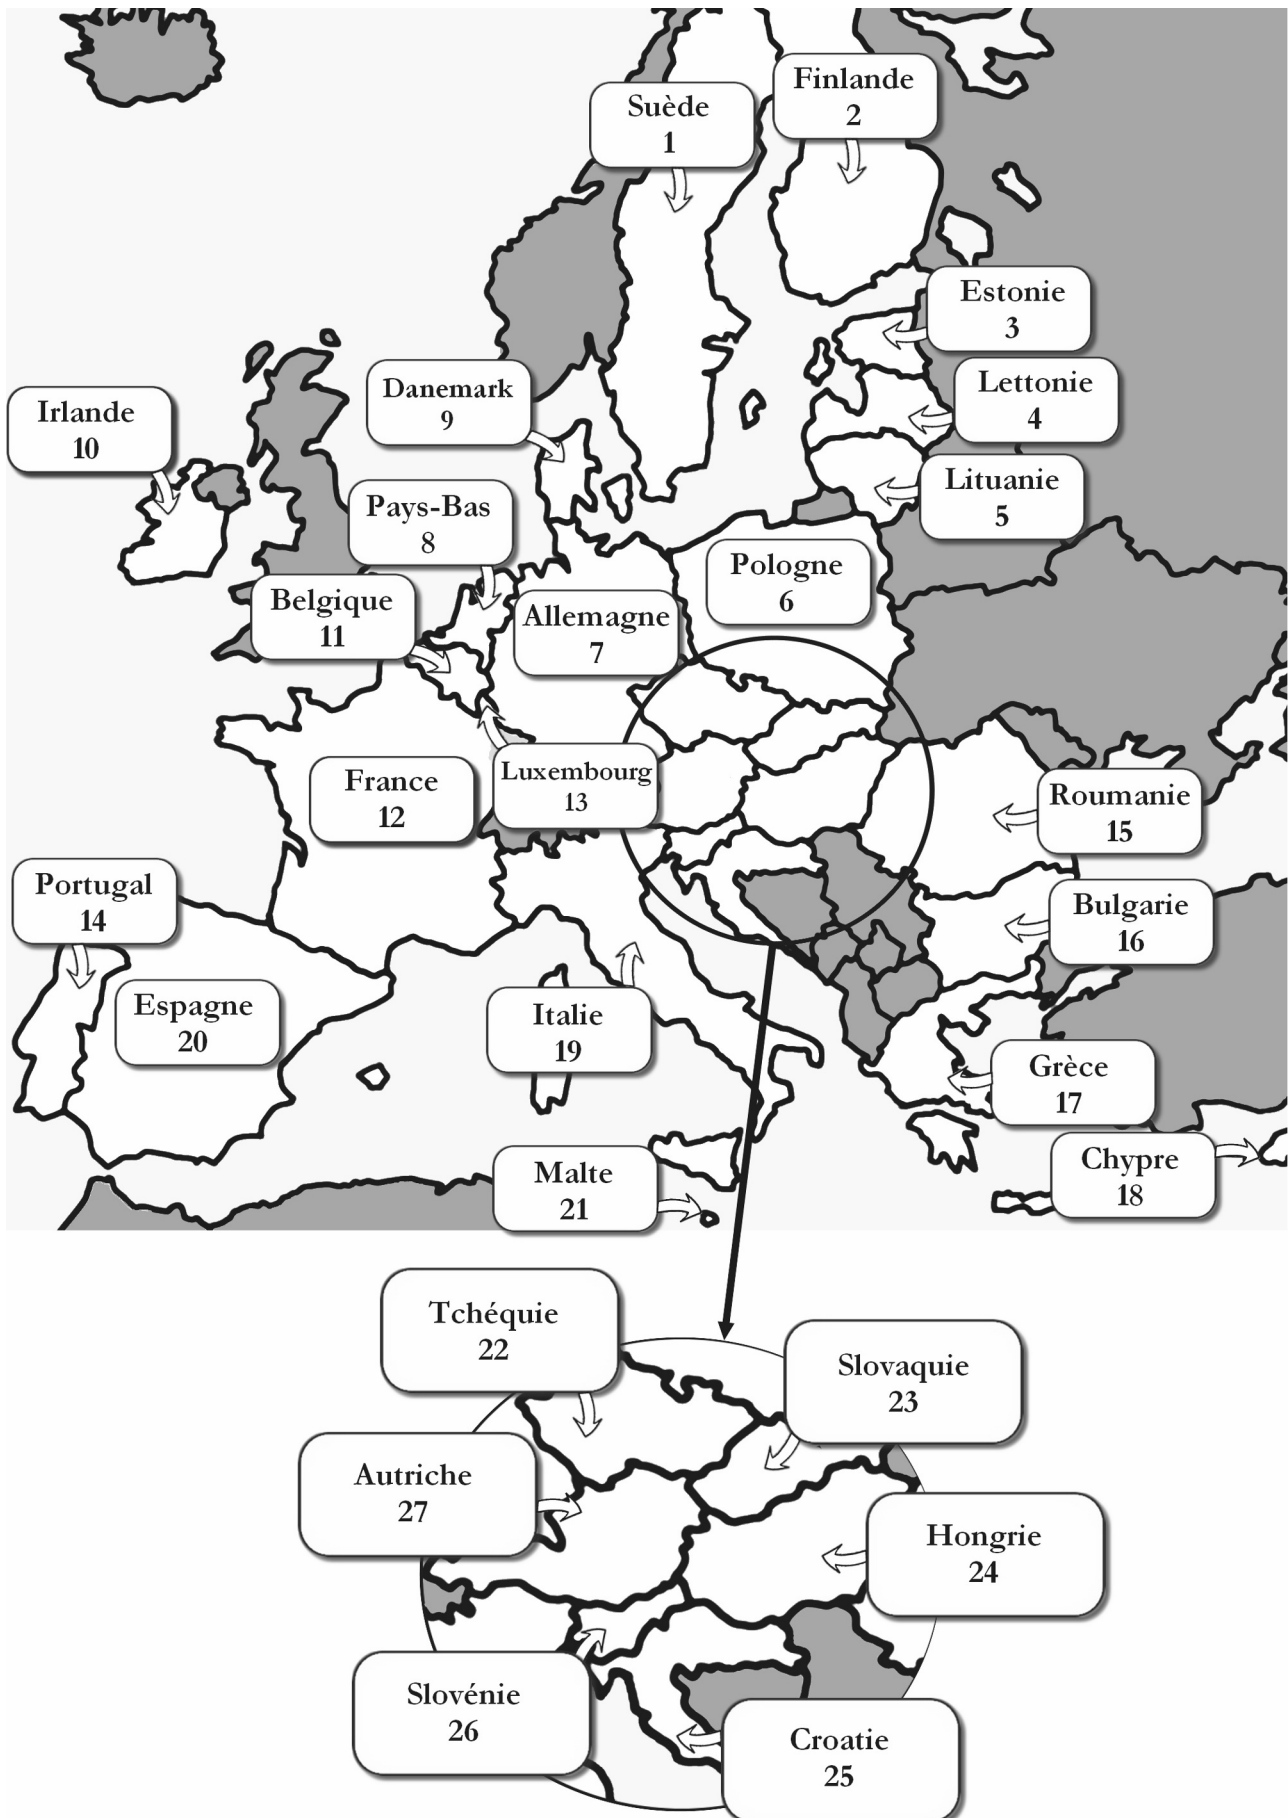 Suède
1
Finlande
2
Estonie
3
Lettonie
4
Lituanie
5
Danemark
9
Irlande
10
Pays-Bas
8
Pologne
6
Belgique
11
Allemagne
7
France
12
Luxembourg
13
Roumanie
15
Portugal
14
Bulgarie
16
Espagne
20
Italie
19
Grèce
17
Malte
21
Chypre
18
Tchéquie
22
Slovaquie
23
Autriche
27
Hongrie
24
Slovénie
26
Croatie
25